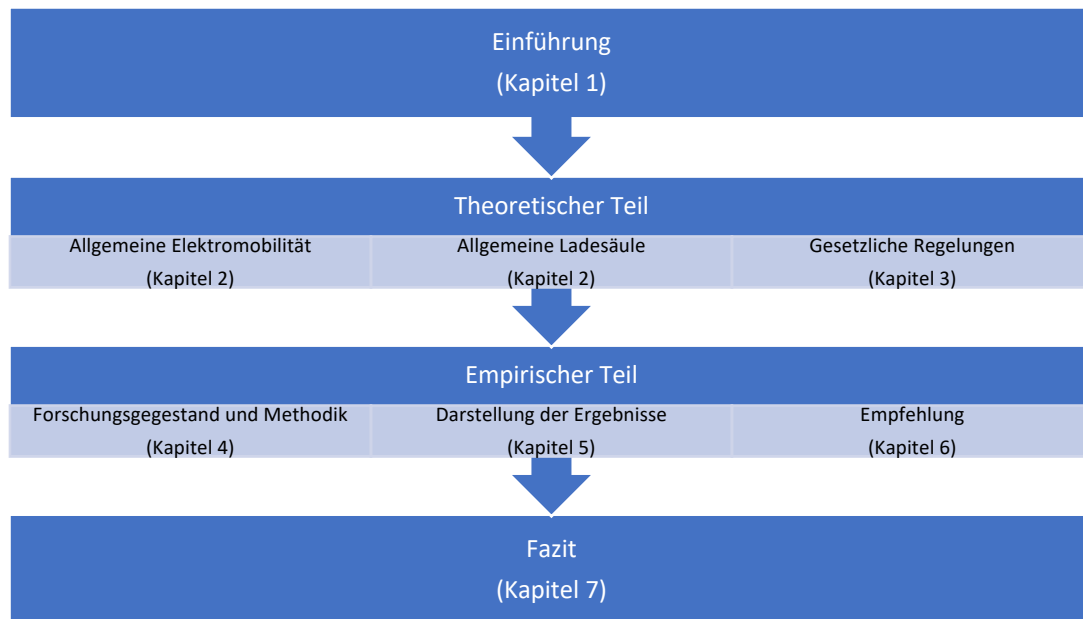 Einführung
(Kapitel 1)
Theoretischer Teil
Allgemeine Elektromobilität
(Kapitel 2)
Allgemeine Ladesäule
(Kapitel 2)
Gesetzliche Regelungen
(Kapitel 3)
Empirischer Teil
Forschungsgegestand und Methodik
(Kapitel 4)
Darstellung der Ergebnisse
(Kapitel 5)
Empfehlung
(Kapitel 6)
Fazit
(Kapitel 7)